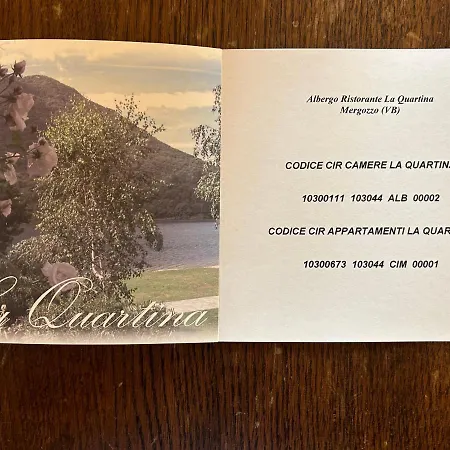 Quartina
Albergo Ristorante La Quartina
Mergozzo (VB)
CODICE CIR CAMERE LA QUARTINA
10300111 103044 ALB 00002
CODICE CIR APPARTAMENTI LA QUAR
10300673 103044 CIM 00001